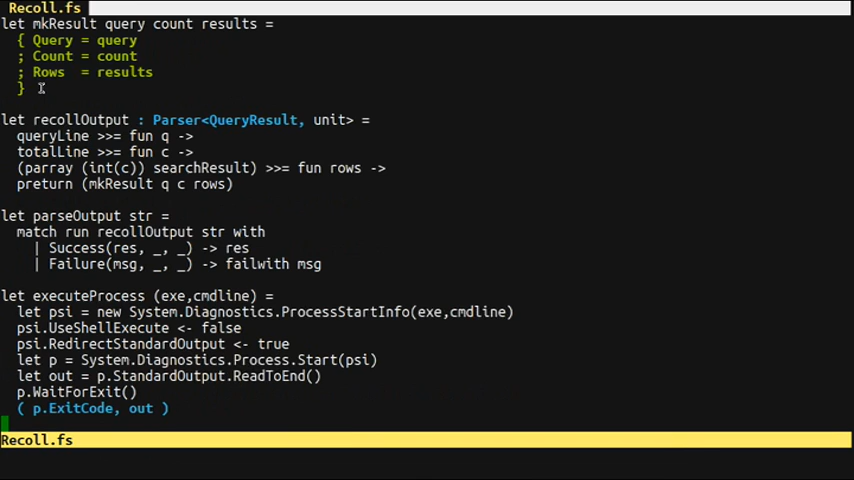 Recoll.fs
let mkResult query count results =
  { Query = query
  ; Count = count
  ; Rows  = results
  }
let recollOutput : Parser<QueryResult, unit> =
  queryLine >>= fun q ->
  totalLine >>= fun c ->
  (parray (int(c)) searchResult) >>= fun rows ->
  preturn (mkResult q c rows)
let parseOutput str =
  match run recollOutput str with
    | Success(res, _, _) -> res
    | Failure(msg, _, _) -> failwith msg
let executeProcess (exe,cmdline) =
  let psi = new System.Diagnostics.ProcessStartInfo(exe,cmdline)
  psi.UseShellExecute <- false
  psi.RedirectStandardOutput <- true
  let p = System.Diagnostics.Process.Start(psi)
  let out = p.StandardOutput.ReadToEnd()
  p.WaitForExit()
  ( p.ExitCode, out )
Recoll.fs